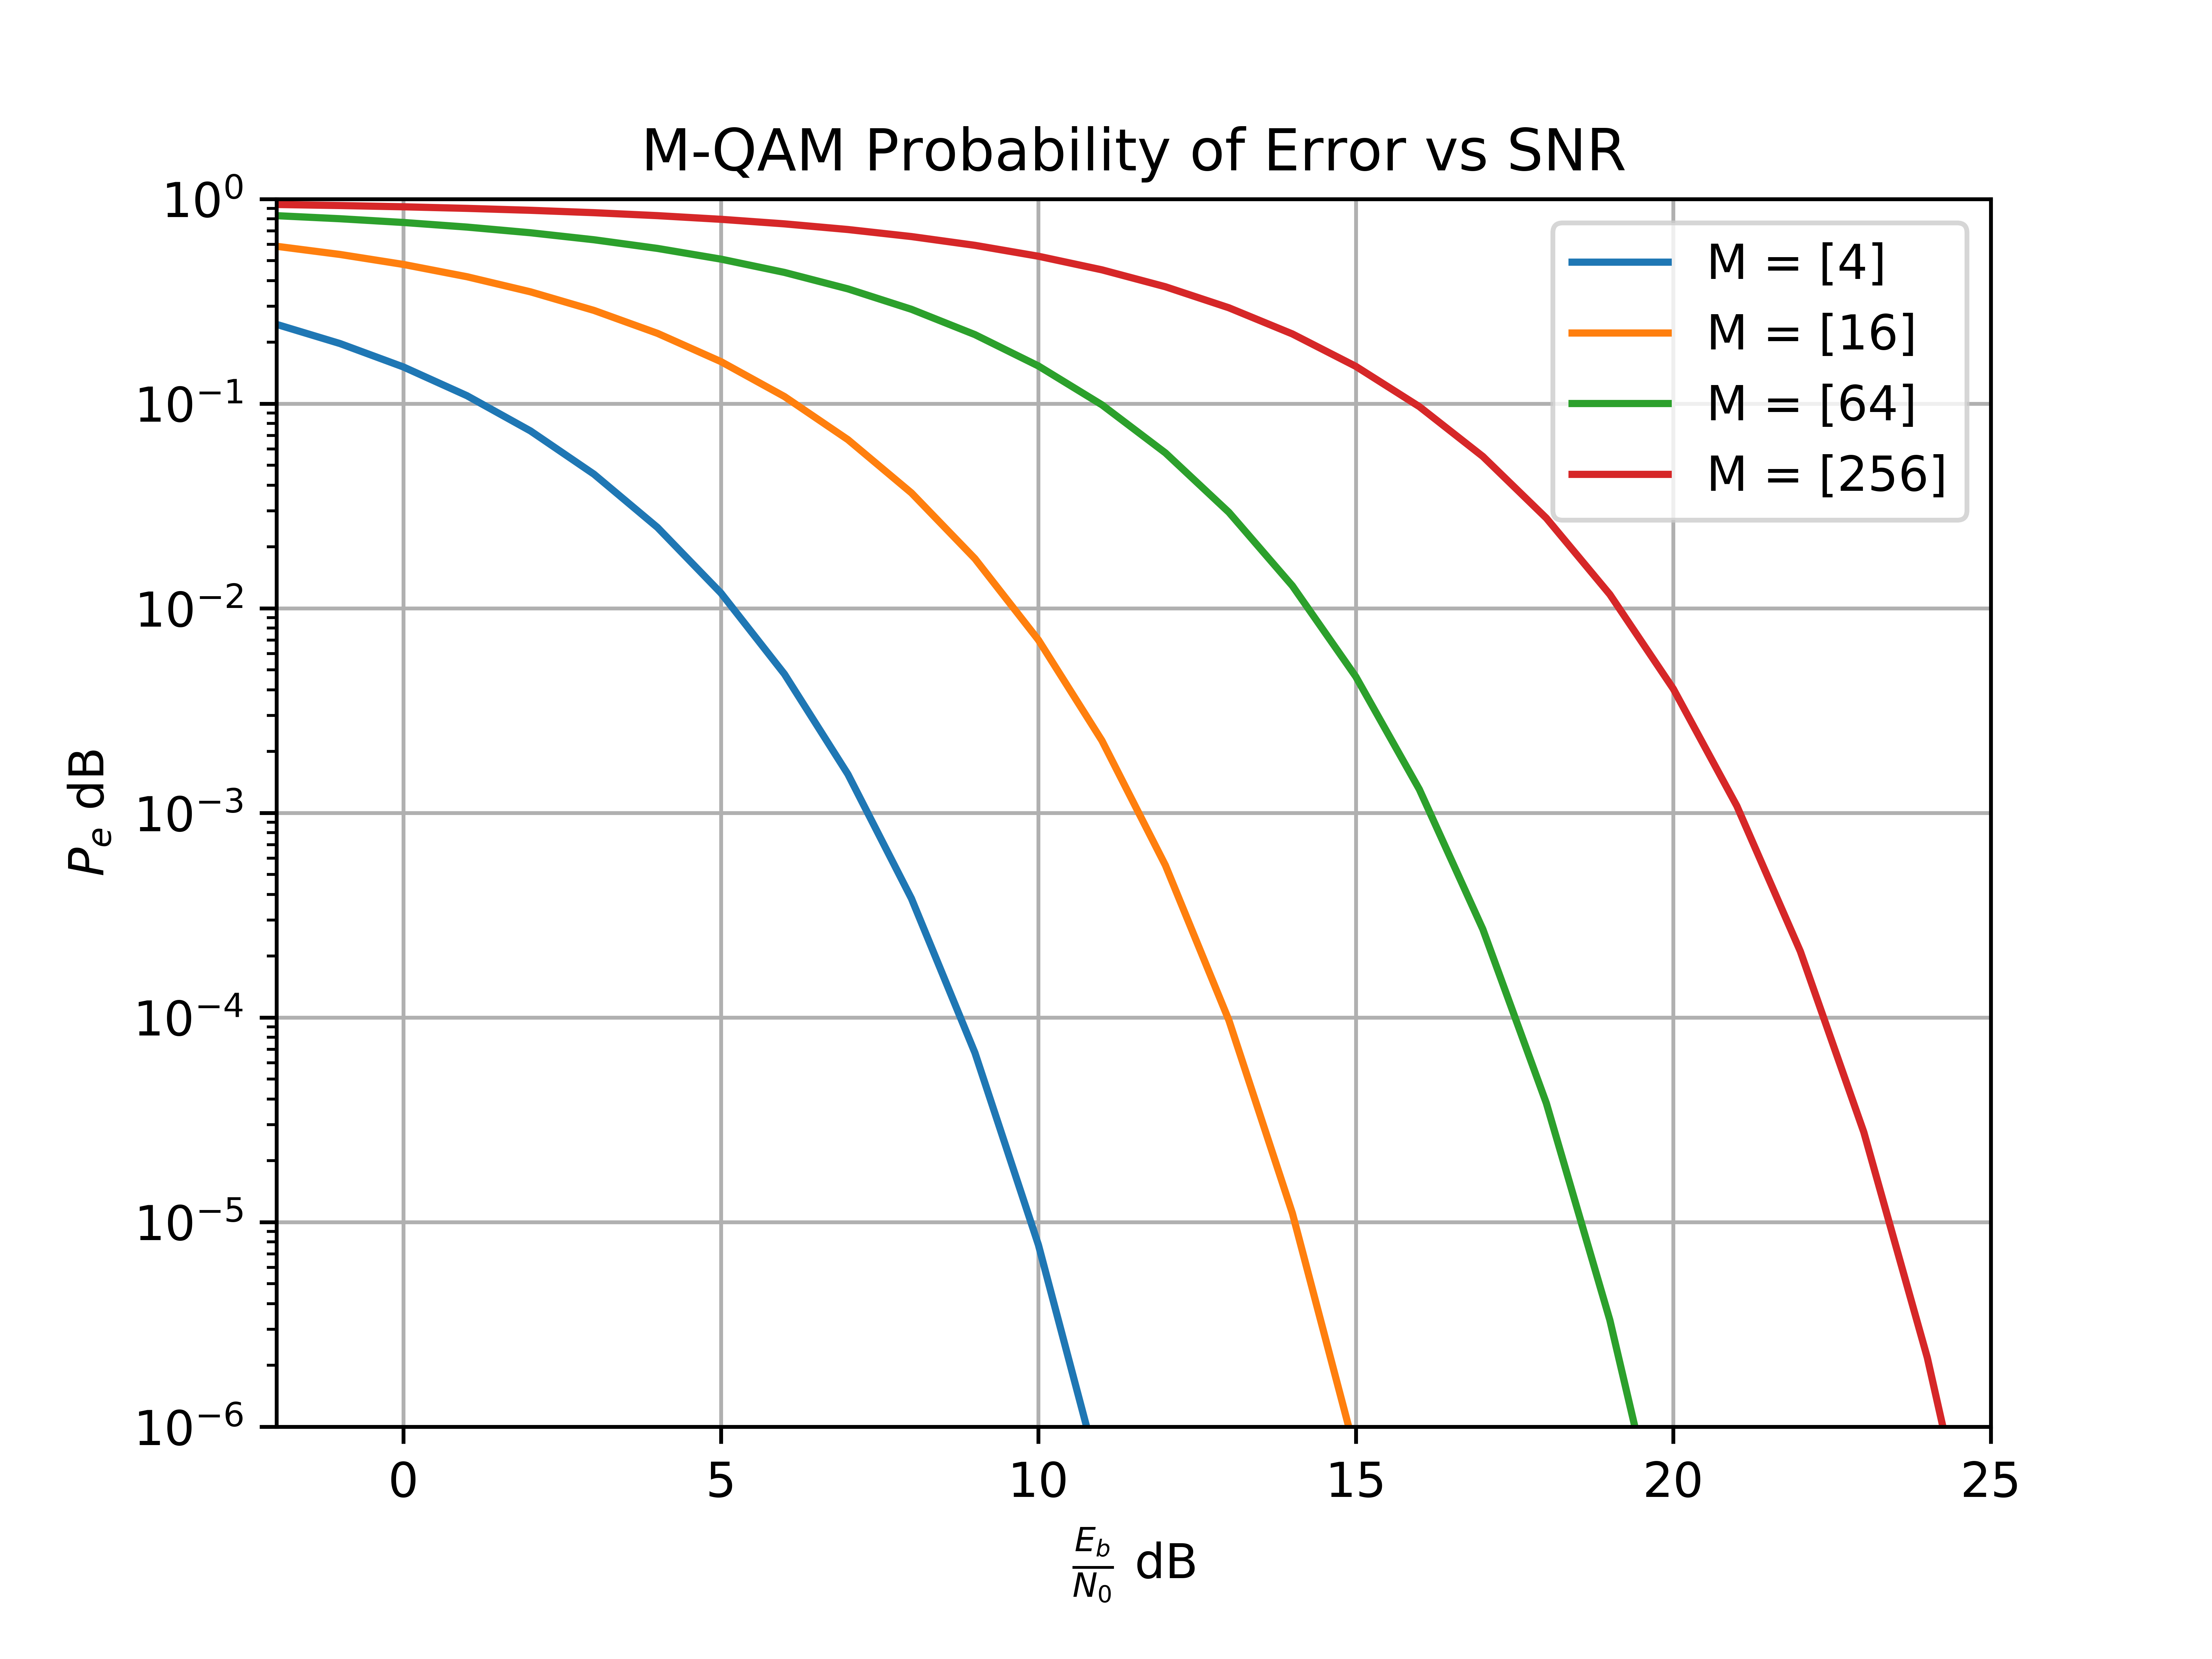 M-QAM Probability of Error vs SNR
10⁰
10⁻¹
10⁻²
10⁻³
10⁻⁴
10⁻⁵
10⁻⁶
Pₑ dB
M = [4]
M = [16]
M = [64]
M = [256]
0 5 10 15 20 25
E_b/N₀ dB